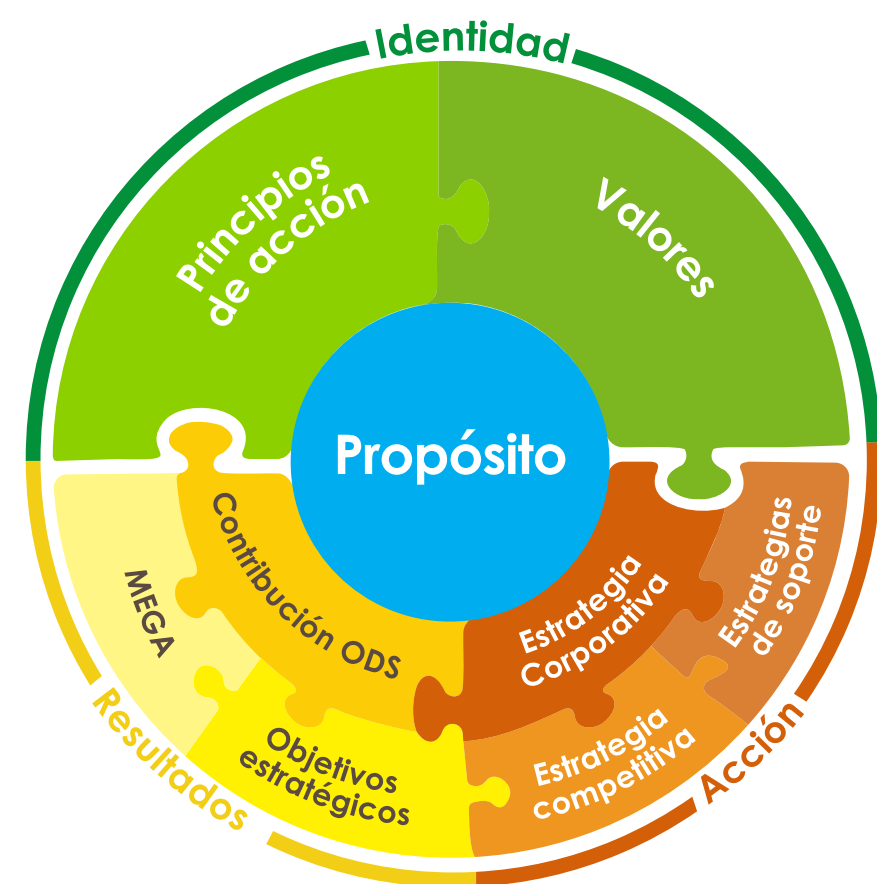 Identidad
Principios
de acción
Valores
Propósito
MEGA
Contribución ODS
Objetivos
estratégicos
Resultados
Estrategia
Corporativa
Estrategias
de soporte
Estrategia
competitiva
Acción